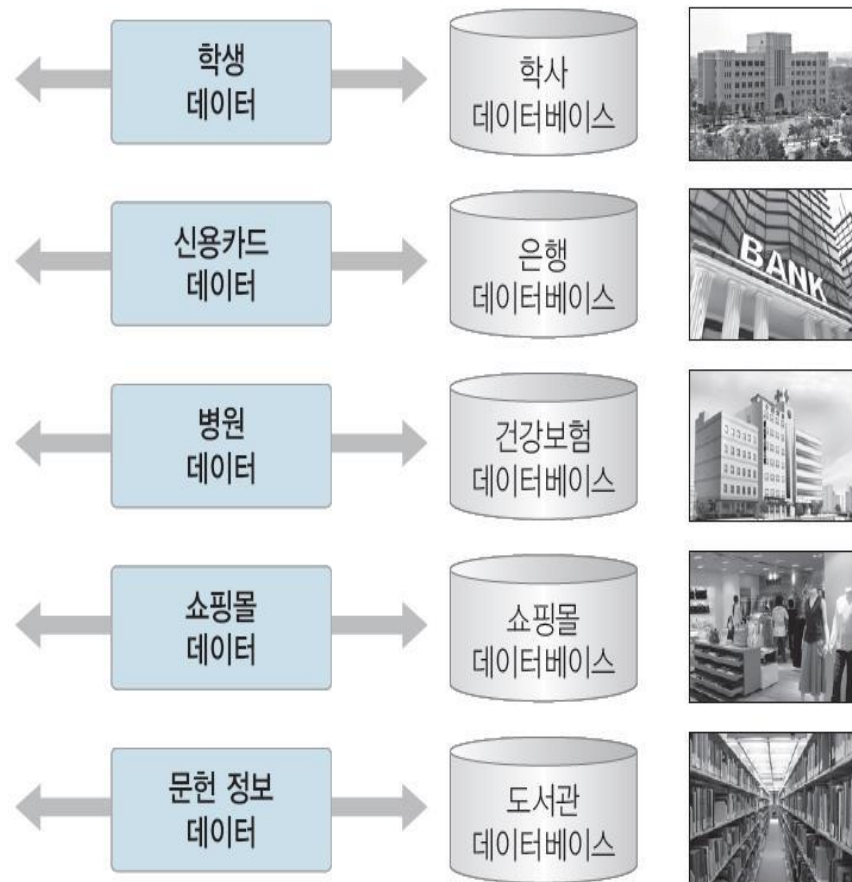 학생
데이터
학사
데이터베이스
신용카드
데이터
은행
데이터베이스
BANK
병원
데이터
건강보험
데이터베이스
쇼핑몰
데이터
쇼핑몰
데이터베이스
문헌 정보
데이터
도서관
데이터베이스